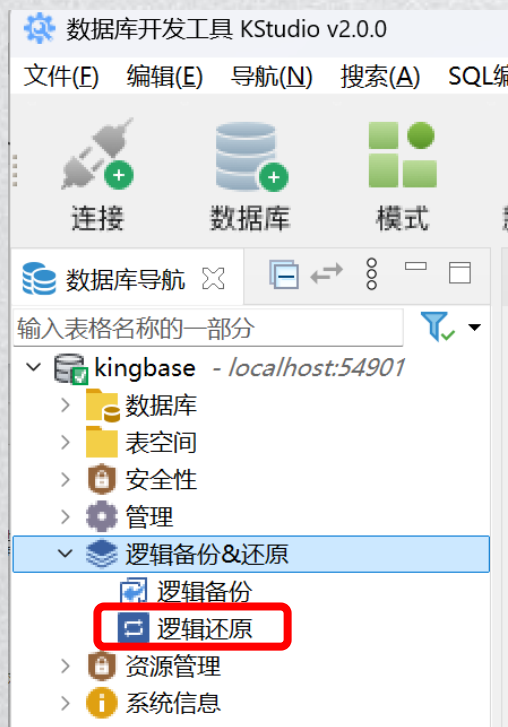 数据库开发工具 KStudio v2.0.0
文件(F) 编辑(E) 导航(N) 搜索(A) SQL编
连接 数据库 模式
数据库导航
输入表格名称的一部分
kingbase - localhost:54901
数据库
表空间
安全性
管理
逻辑备份&还原
逻辑备份
逻辑还原
资源管理
系统信息